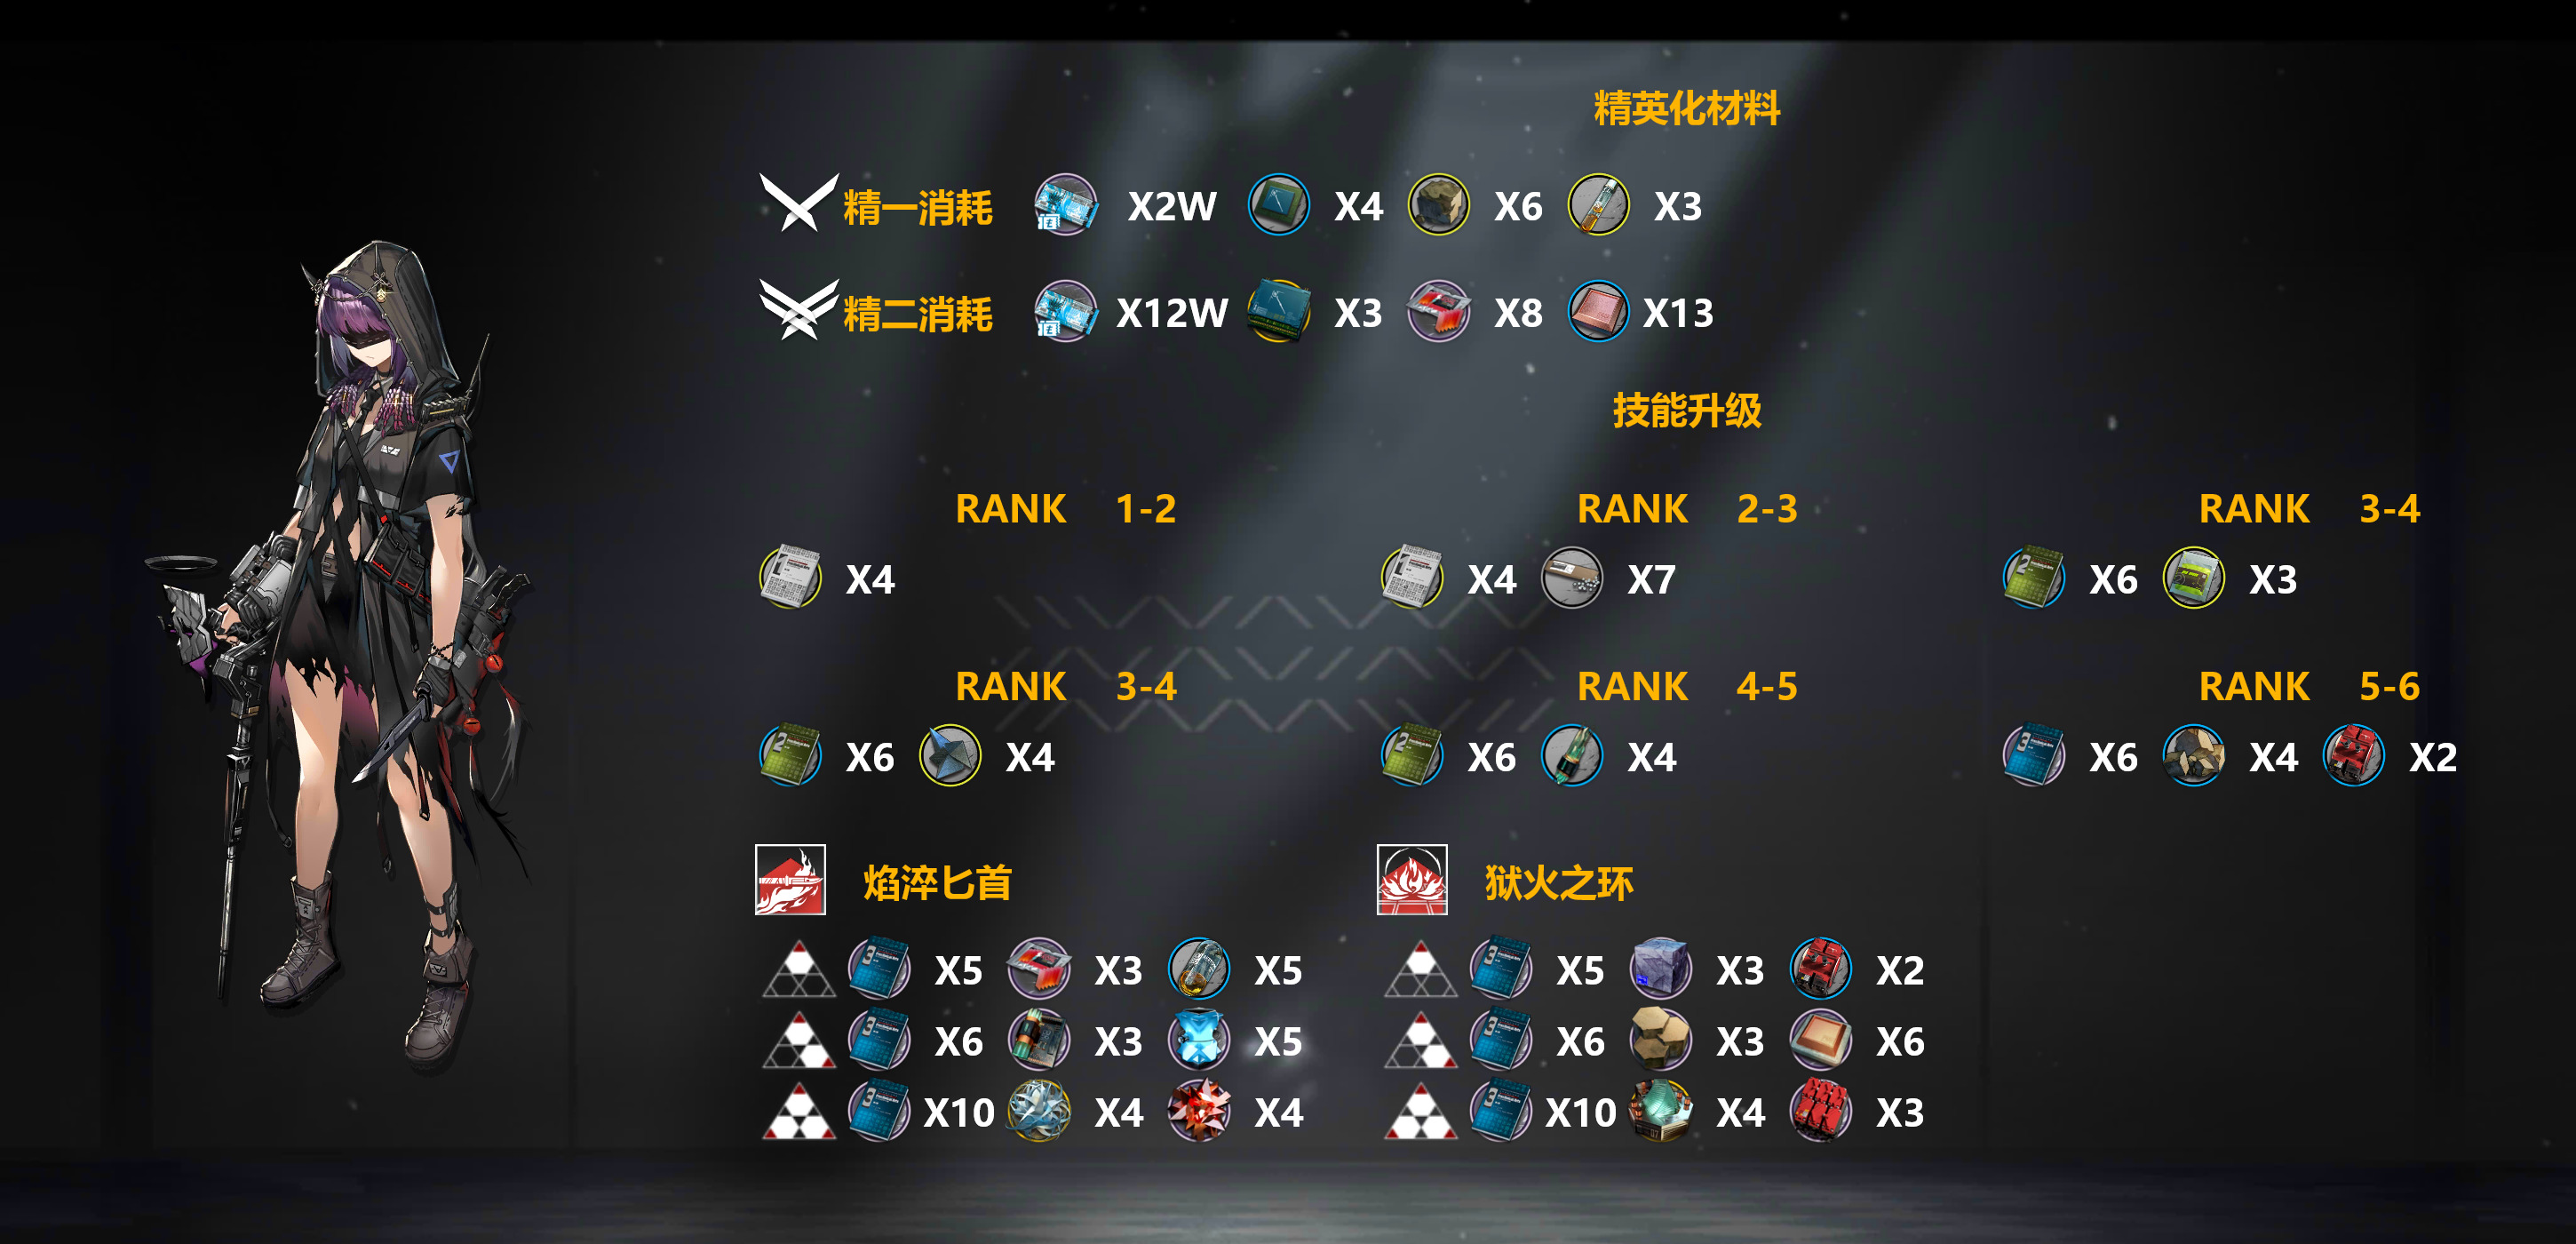 精英化材料
精一消耗 X2W X4 X6 X3
精二消耗 X12W X3 X8 X13
技能升级
RANK 1-2 RANK 2-3 RANK 3-4
X4 X4 X7 X6 X3
RANK 3-4 RANK 4-5 RANK 5-6
X6 X4 X6 X4 X6 X4 X2
焰淬匕首 狱火之环
X5 X3 X5 X5 X3 X2
X6 X3 X5 X6 X3 X6
X10 X4 X4 X10 X4 X3